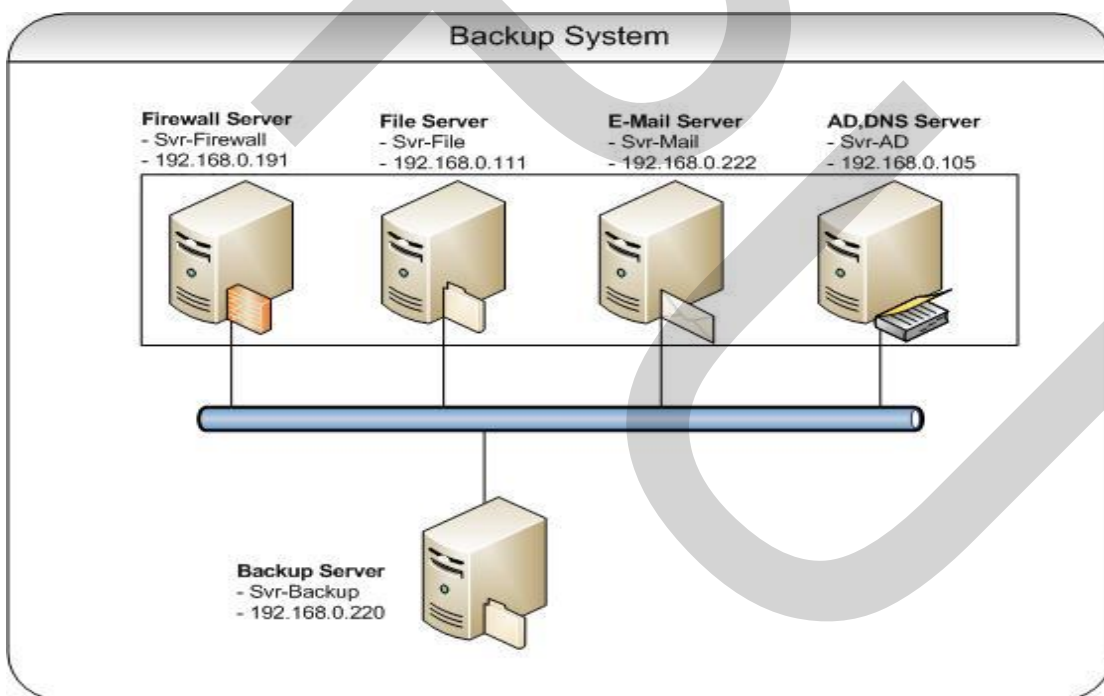 Backup System
Firewall Server
- Svr-Firewall
- 192.168.0.191
File Server
- Svr-File
- 192.168.0.111
E-Mail Server
- Svr-Mail
- 192.168.0.222
AD,DNS Server
- Svr-AD
- 192.168.0.105
Backup Server
- Svr-Backup
- 192.168.0.220